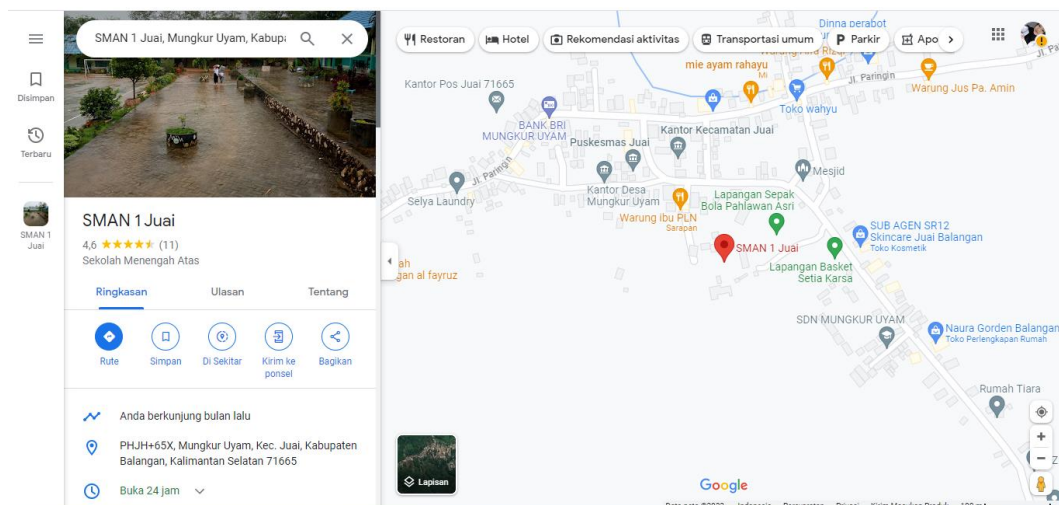 SMAN 1 Juai, Mungkur Uyam, Kabupa
Disimpan
Terbaru
SMAN 1
Juai
SMAN 1 Juai
4,6 (11)
Sekolah Menengah Atas
Ringkasan
Ulasan
Tentang
Rute
Simpan
Di Sekitar
Kirim ke
ponsel
Bagikan
Anda berkunjung bulan lalu
PHJH+65X, Mungkur Uyam, Kec. Juai, Kabupaten
Balangan, Kalimantan Selatan 71665
Buka 24 jam
Restoran
Hotel
Rekomendasi aktivitas
Transportasi umum
P Parkir
Apo
Dinna perabot
mie ayam rahayu
Mi
Jl. Paringin
Warung Jus Pa. Amin
Kantor Pos Juai 71665
Toko wahyu
BANK BRI
MUNGKUR UYAM
Kantor Kecamatan Juai
Puskesmas Juai
Jl. Paringin
Mesjid
Selya Laundry
Kantor Desa
Mungkur Uyam
Lapangan Sepak
Bola Pahlawan Asri
Warung ibu PLN
Sarapan
SUB AGEN SR12
Skincare Juai Balangan
Toko Kosmetik
SMAN 1 Juai
ah
gan al fayruz
Lapangan Basket
Setia Karsa
SDN MUNGKUR UYAM
Naura Gorden Balangan
Toko Perlengkapan Rumah
Rumah Tiara
Lapisan
Google